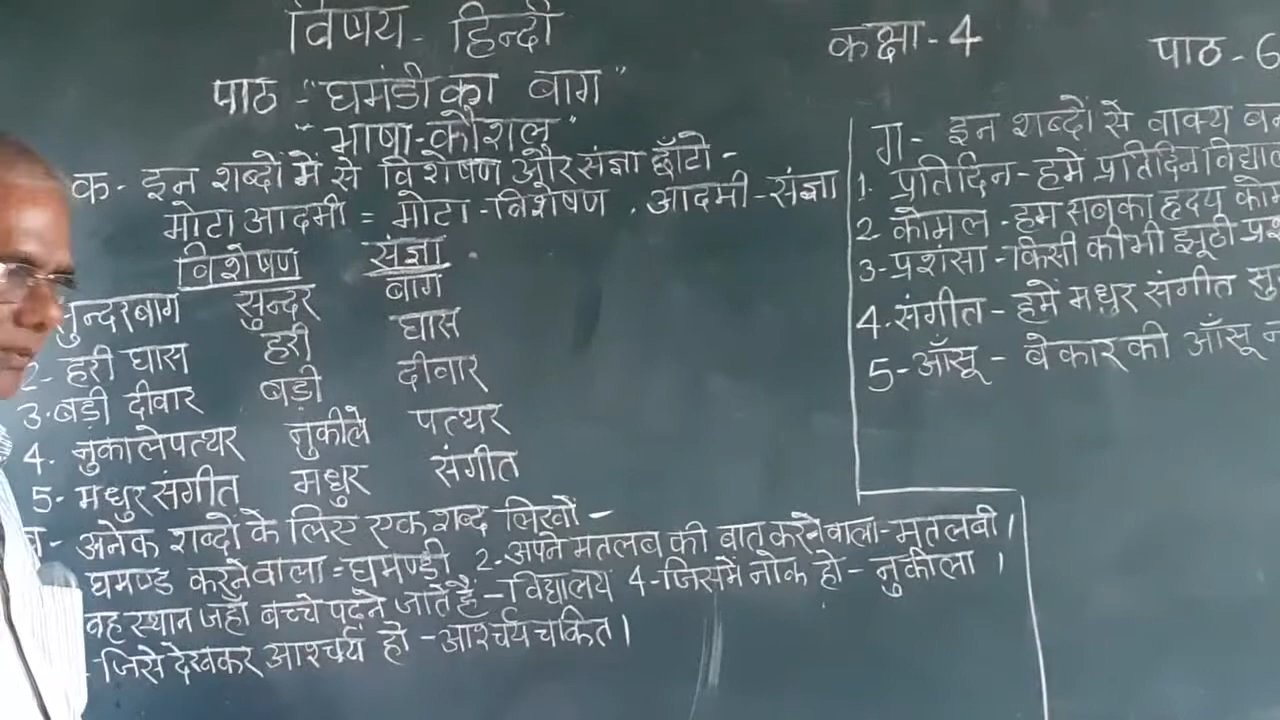 विषय - हिन्दी
कक्षा - 4
पाठ - 6
पाठ - "घमंडी का बाग"
"भाषा-कौशल"
क - इन शब्दों में से विशेषण और संज्ञा छाँटो -
मोटा आदमी = मोटा - विशेषण , आदमी - संज्ञा
विशेषण संज्ञा
सुन्दर बाग सुन्दर बाग
2- हरी घास हरी घास
3. बड़ी दीवार बड़ी दीवार
4. नुकालेपत्थर नुकीले पत्थर
5- मधुर संगीत मधुर संगीत
- अनेक शब्दो के लिए एक शब्द लिखों -
घमण्ड करनेवाला = घमण्डी 2. अपने मतलब की बात करनेवाला - मतलबी ।
वह स्थान जहाँ बच्चे पढ़ने जाते हैं - विद्यालय 4 - जिसमें नोक हो - नुकीला ।
- जिसे देखकर आश्चर्य हो - आश्चर्यचकित ।
ग - इन शब्दों से वाक्य
1. प्रतिदिन - हमें प्रतिदिन
2. कोमल - हम सबका हृदय
3 - प्रशंसा - किसी की भी झूठी
4. संगीत - हमें मधुर संगीत
5 - आँसू - बेकार की आँसू